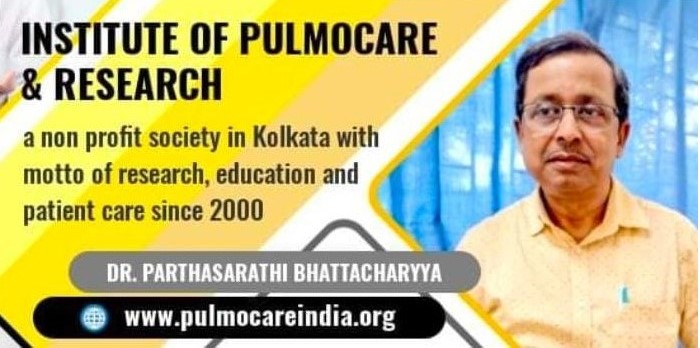 INSTITUTE OF PULMOCARE
& RESEARCH
a non profit society in Kolkata with
motto of research, education and
patient care since 2000
DR. PARTHASARATHI BHATTACHARYYA
www.pulmocareindia.org